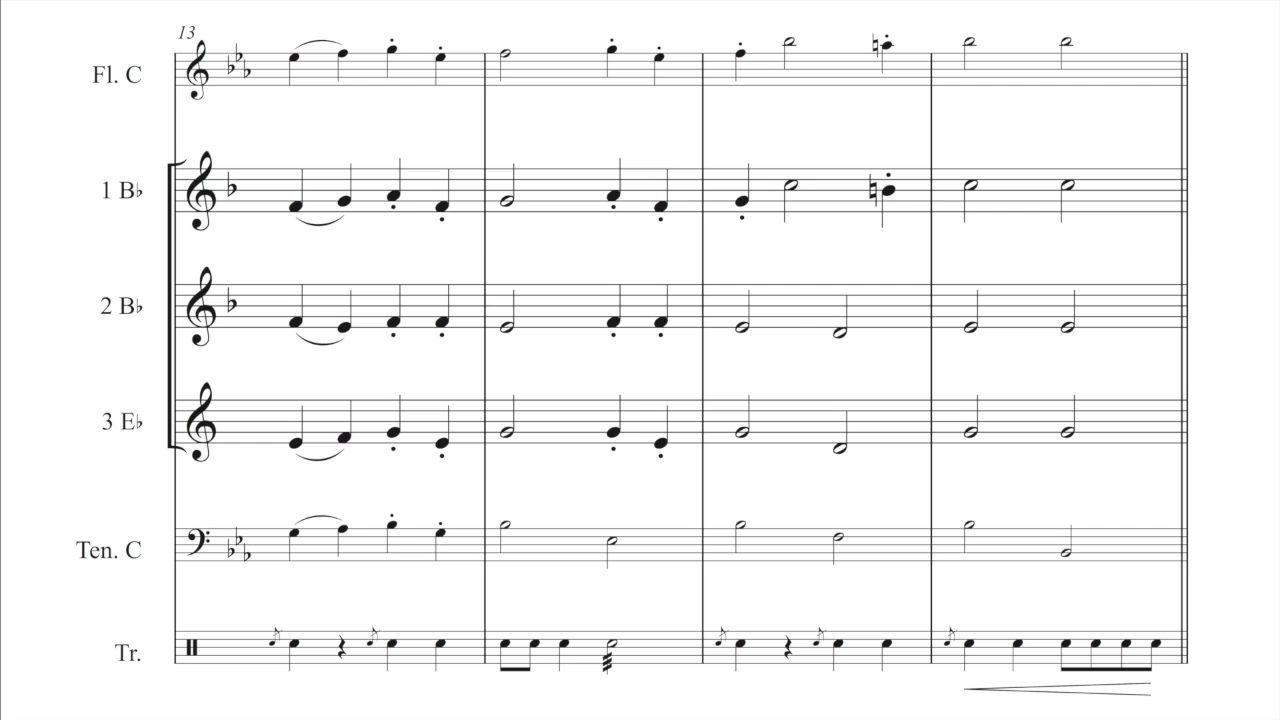 13
Fl. C
1 B♭
2 B♭
3 E♭
Ten. C
Tr.